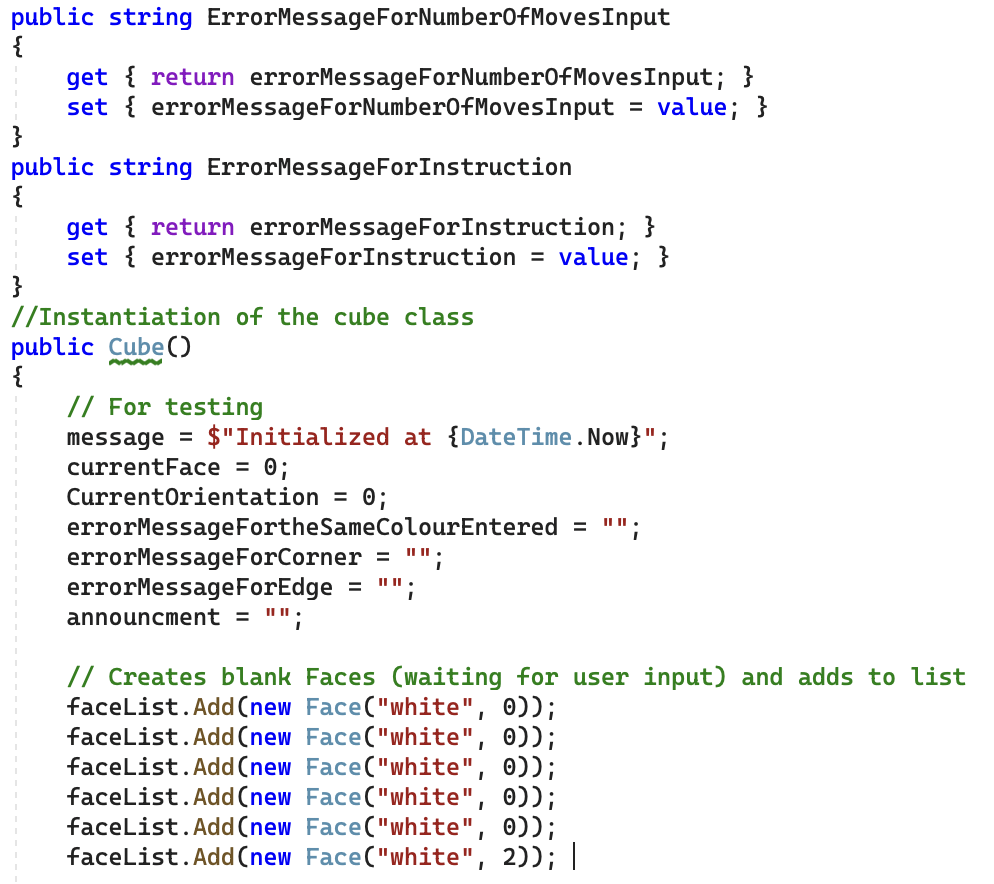 public string ErrorMessageForNumberOfMovesInput
{
    get { return errorMessageForNumberOfMovesInput; }
    set { errorMessageForNumberOfMovesInput = value; }
}
public string ErrorMessageForInstruction
{
    get { return errorMessageForInstruction; }
    set { errorMessageForInstruction = value; }
}
//Instantiation of the cube class
public Cube()
{
    // For testing
    message = $"Initialized at {DateTime.Now}";
    currentFace = 0;
    CurrentOrientation = 0;
    errorMessageFortheSameColourEntered = "";
    errorMessageForCorner = "";
    errorMessageForEdge = "";
    announcment = "";

    // Creates blank Faces (waiting for user input) and adds to list
    faceList.Add(new Face("white", 0));
    faceList.Add(new Face("white", 0));
    faceList.Add(new Face("white", 0));
    faceList.Add(new Face("white", 0));
    faceList.Add(new Face("white", 0));
    faceList.Add(new Face("white", 2));